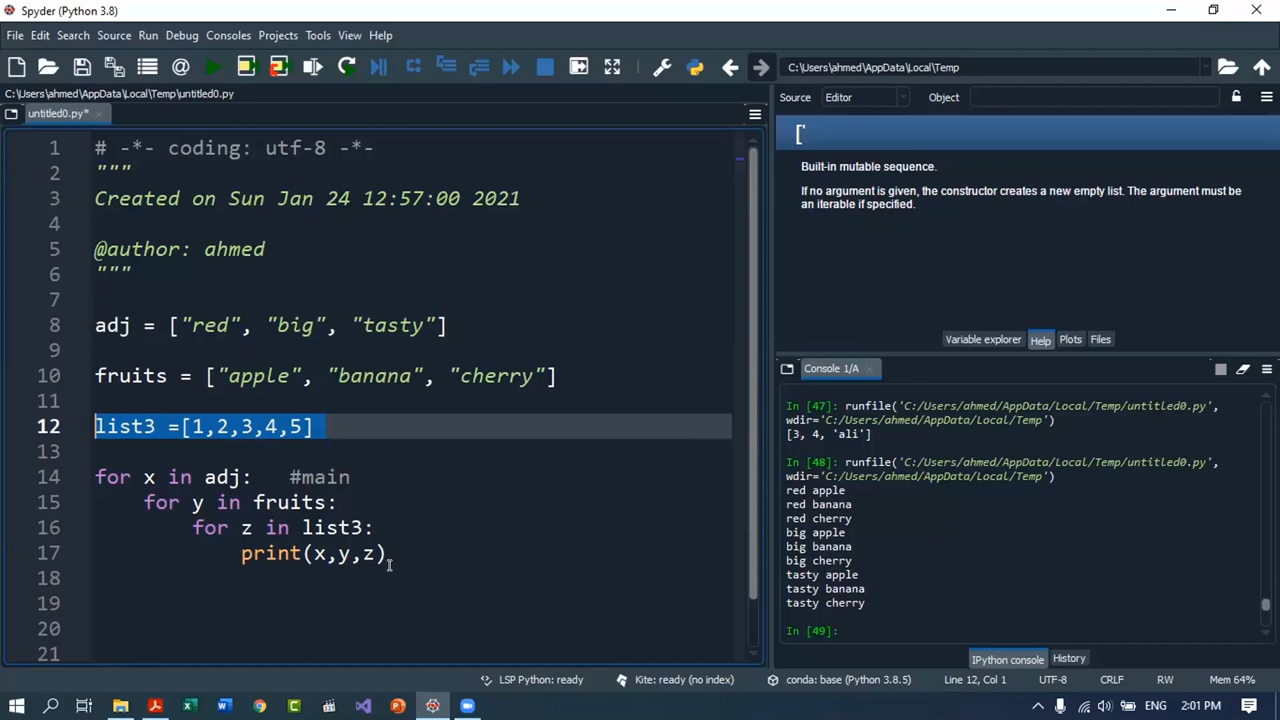 Spyder (Python 3.8)
File Edit Search Source Run Debug Consoles Projects Tools View Help
C:\Users\ahmed\AppData\Local\Temp
C:\Users\ahmed\AppData\Local\Temp\untitled0.py
untitled0.py*
1 # -*- coding: utf-8 -*-
2 """
3 Created on Sun Jan 24 12:57:00 2021
4
5 @author: ahmed
6 """
7
8 adj = ["red", "big", "tasty"]
9
10 fruits = ["apple", "banana", "cherry"]
11
12 list3 =[1,2,3,4,5]
13
14 for x in adj:   #main
15     for y in fruits:
16         for z in list3:
17             print(x,y,z)
18
19
20
21
Source Editor Object
['
Built-in mutable sequence.
If no argument is given, the constructor creates a new empty list. The argument must be
an iterable if specified.
Variable explorer Help Plots Files
Console 1/A
In [47]: runfile('C:/Users/ahmed/AppData/Local/Temp/untitled0.py',
wdir='C:/Users/ahmed/AppData/Local/Temp')
[3, 4, 'ali']
In [48]: runfile('C:/Users/ahmed/AppData/Local/Temp/untitled0.py',
wdir='C:/Users/ahmed/AppData/Local/Temp')
red apple
red banana
red cherry
big apple
big banana
big cherry
tasty apple
tasty banana
tasty cherry
In [49]:
IPython console History
LSP Python: ready Kite: ready (no index) conda: base (Python 3.8.5) Line 12, Col 1 UTF-8 CRLF RW Mem 64%
ENG 2:01 PM